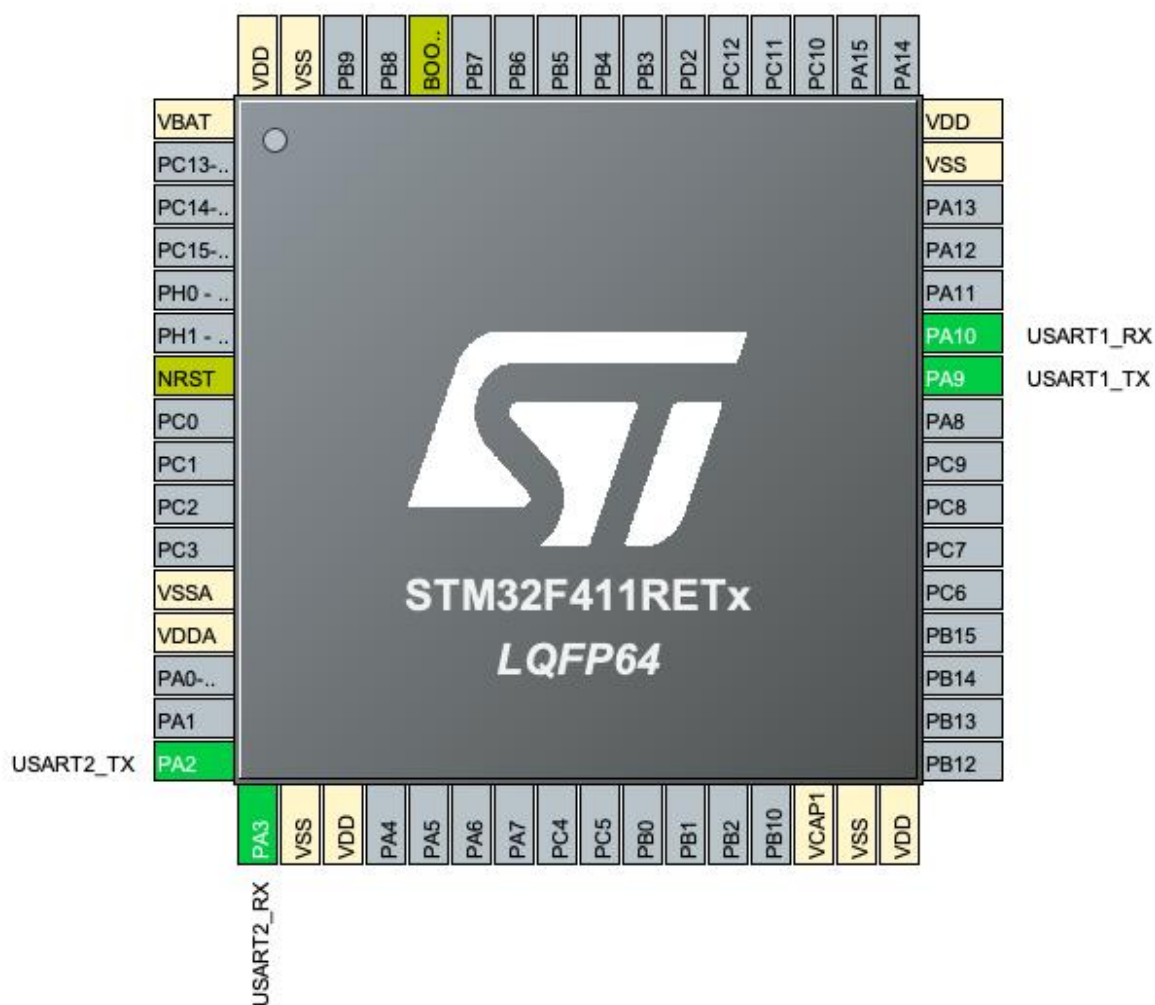 VDD
VSS
PB9
PB8
BOO..
PB7
PB6
PB5
PB4
PB3
PD2
PC12
PC11
PC10
PA15
PA14
VBAT
PC13-..
PC14-..
PC15-..
PH0 - ..
PH1 - ..
NRST
PC0
PC1
PC2
PC3
VSSA
VDDA
PA0-..
PA1
USART2_TX PA2
VDD
VSS
PA13
PA12
PA11
PA10 USART1_RX
PA9 USART1_TX
PA8
PC9
PC8
PC7
PC6
PB15
PB14
PB13
PB12
ST
STM32F411RETx
LQFP64
PA3
VSS
VDD
PA4
PA5
PA6
PA7
PC4
PC5
PB0
PB1
PB2
PB10
VCAP1
VSS
VDD
USART2_RX